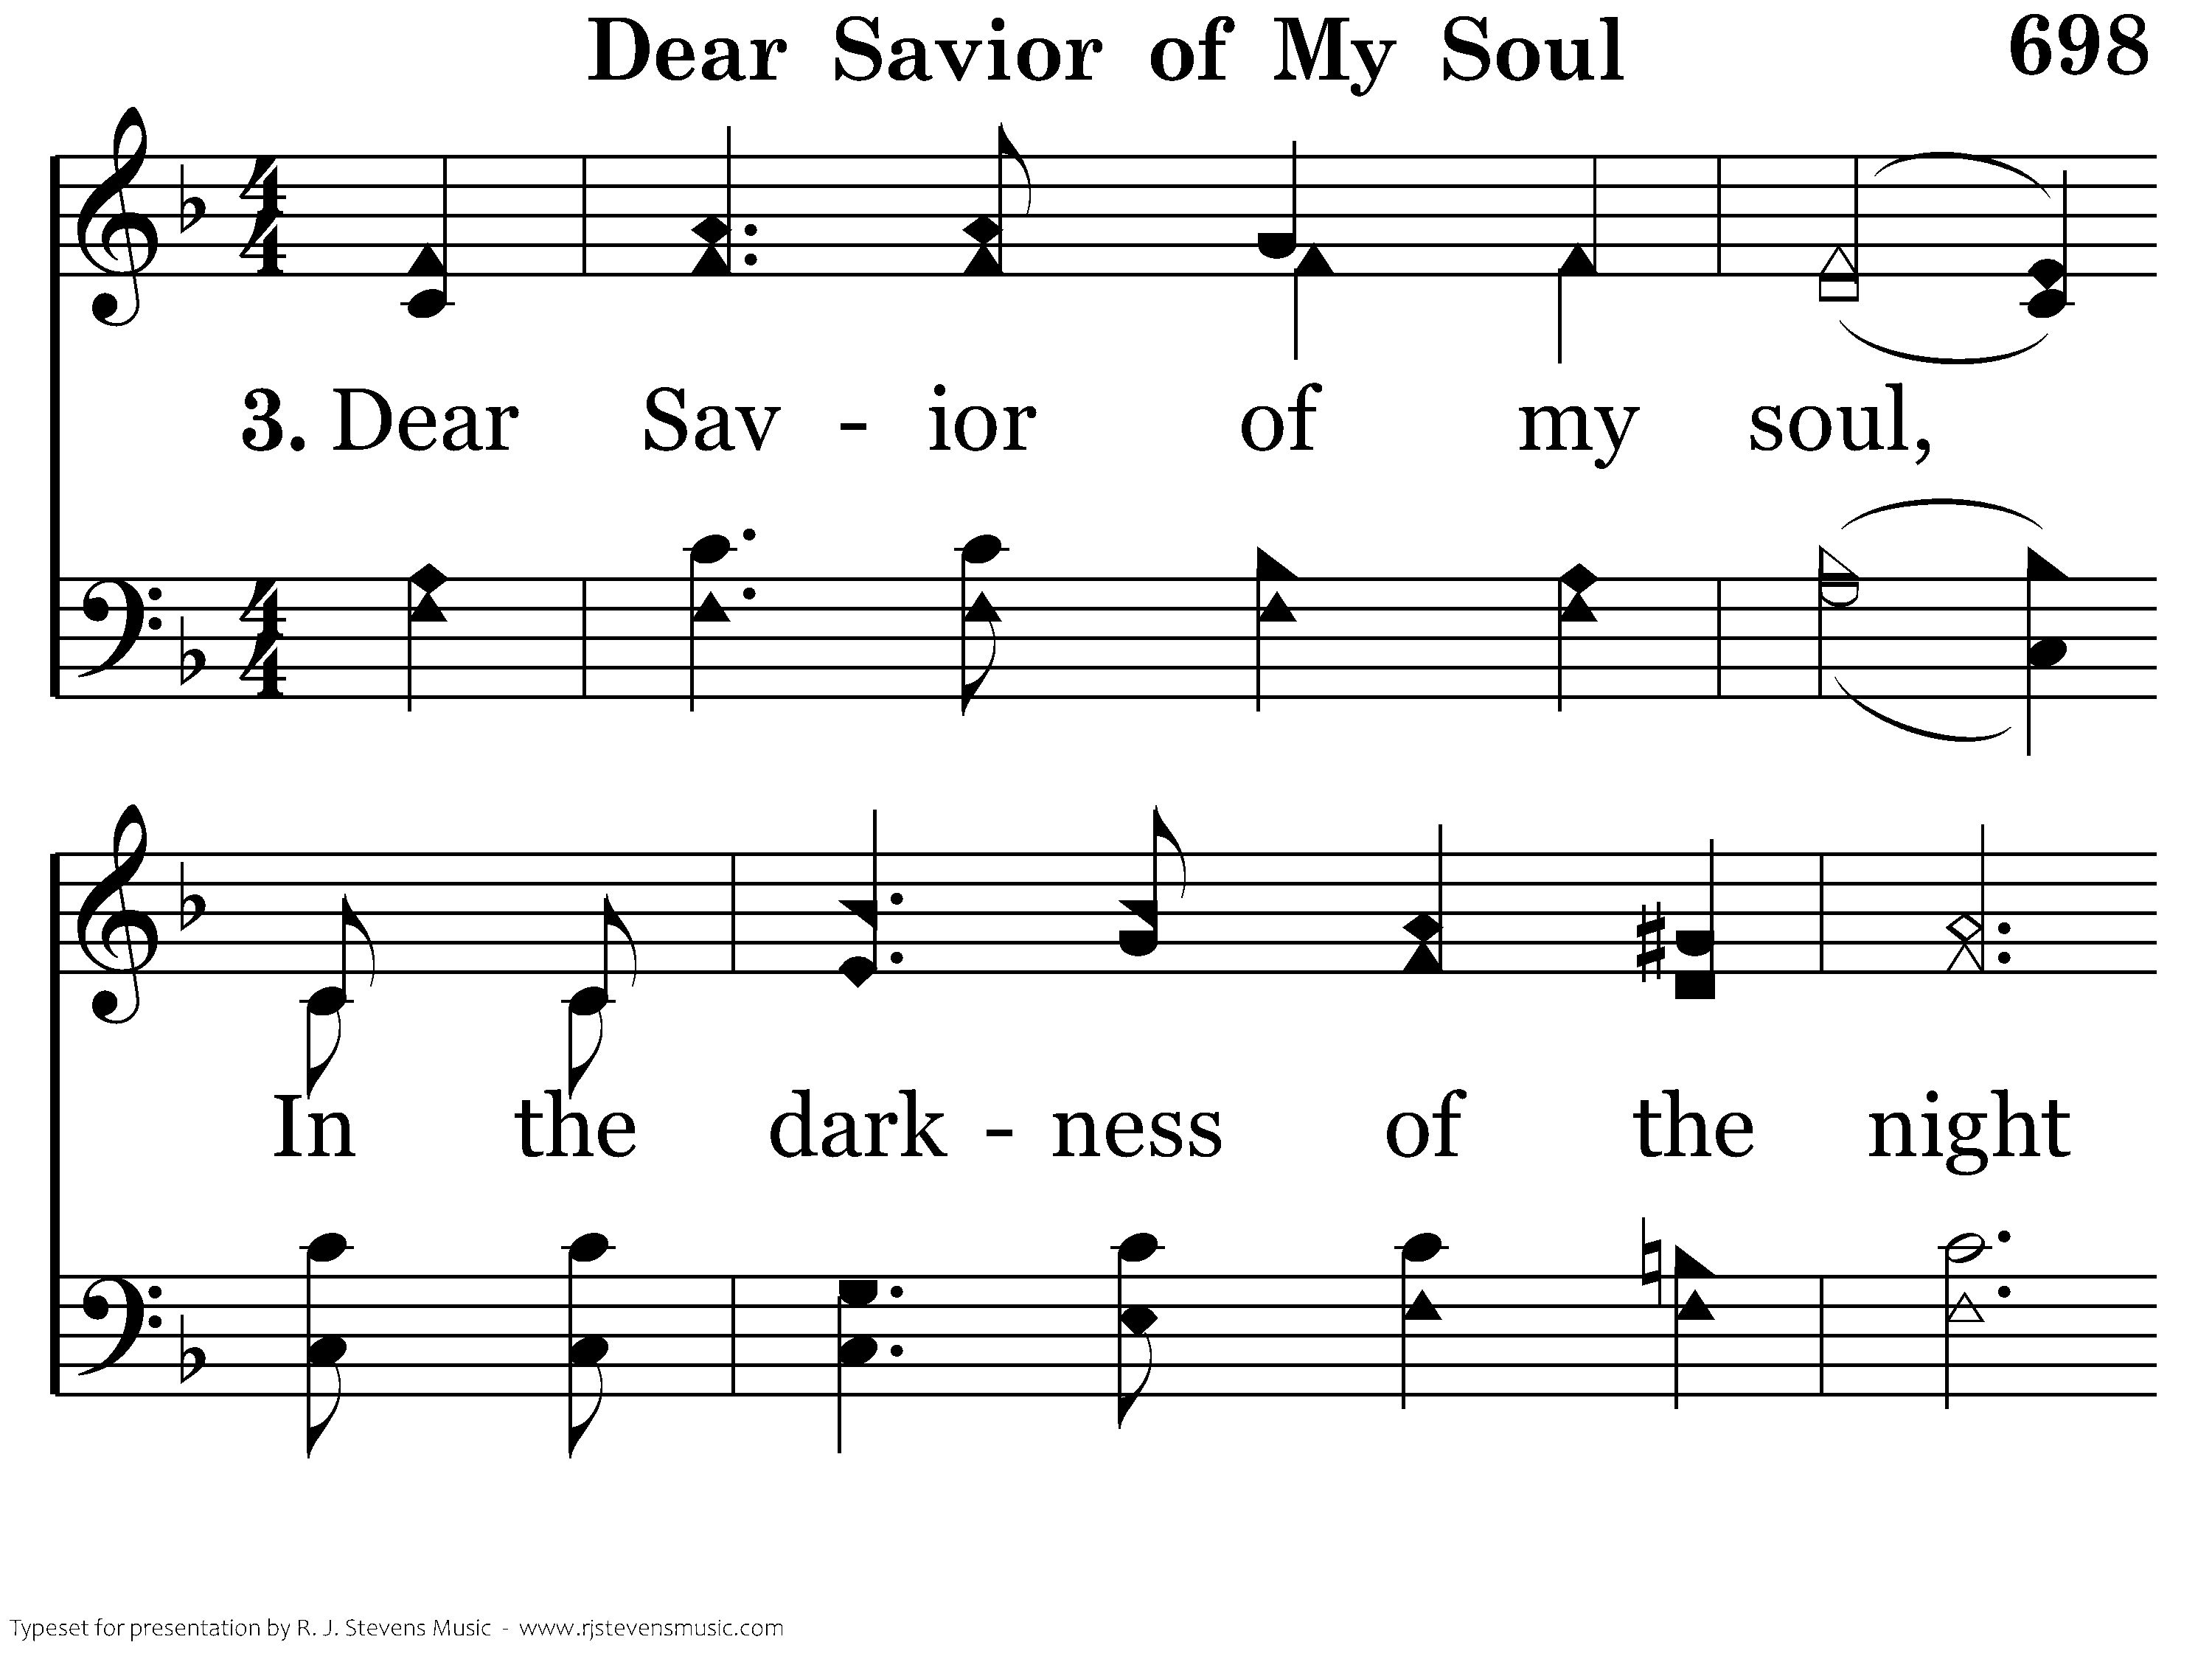 Dear Savior of My Soul 698
3. Dear Sav - ior of my soul,
In the dark - ness of the night
Typeset for presentation by R. J. Stevens Music - www.rjstevensmusic.com